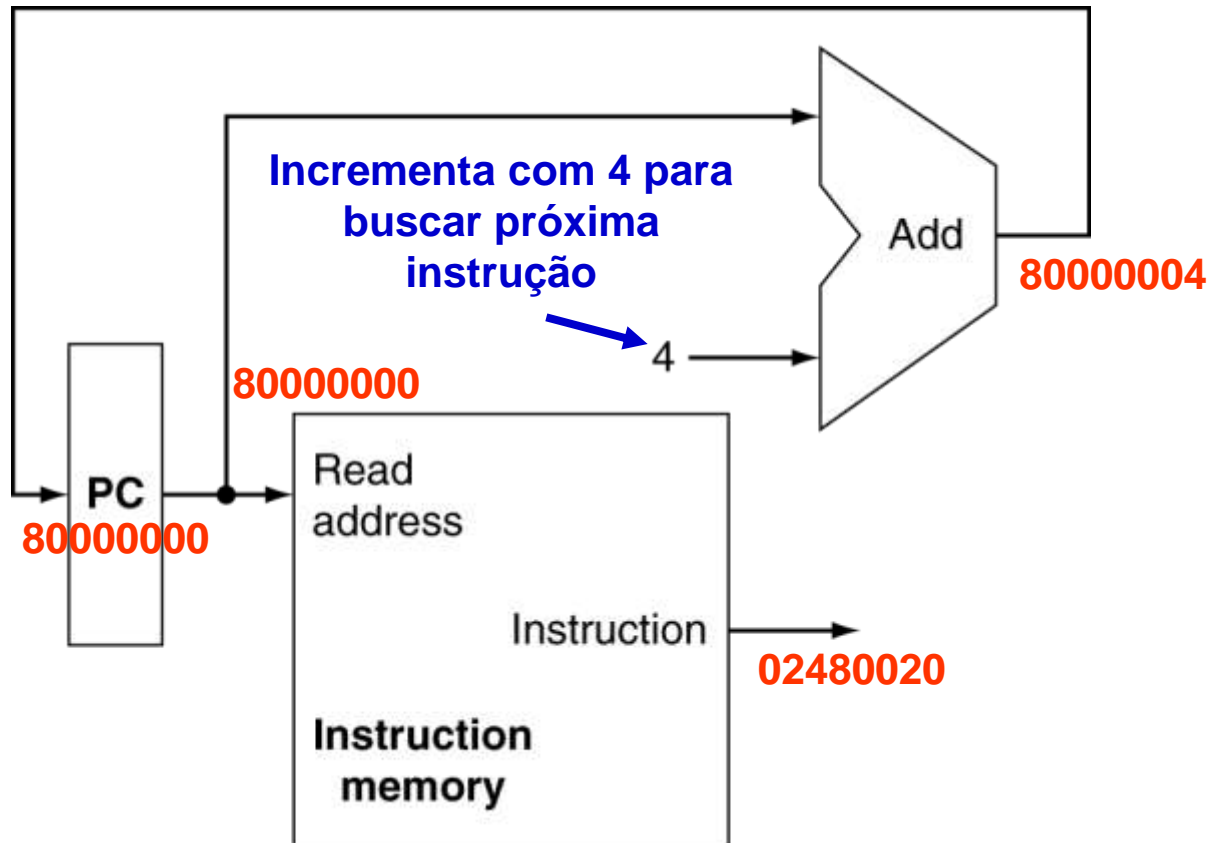 Incrementa com 4 para
buscar próxima
instrução
Add
80000004
4
80000000
PC
80000000
Read
address
Instruction
02480020
Instruction
memory